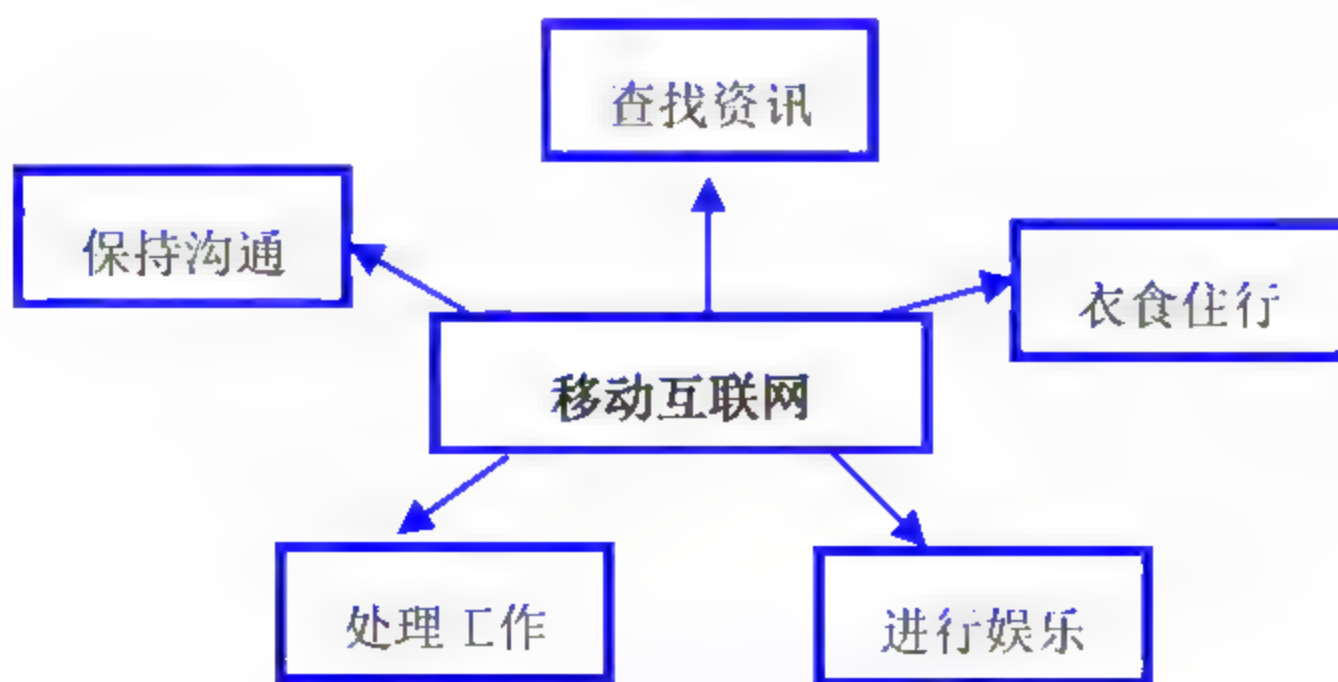 查找资讯
保持沟通
衣食住行
移动互联网
处理工作
进行娱乐